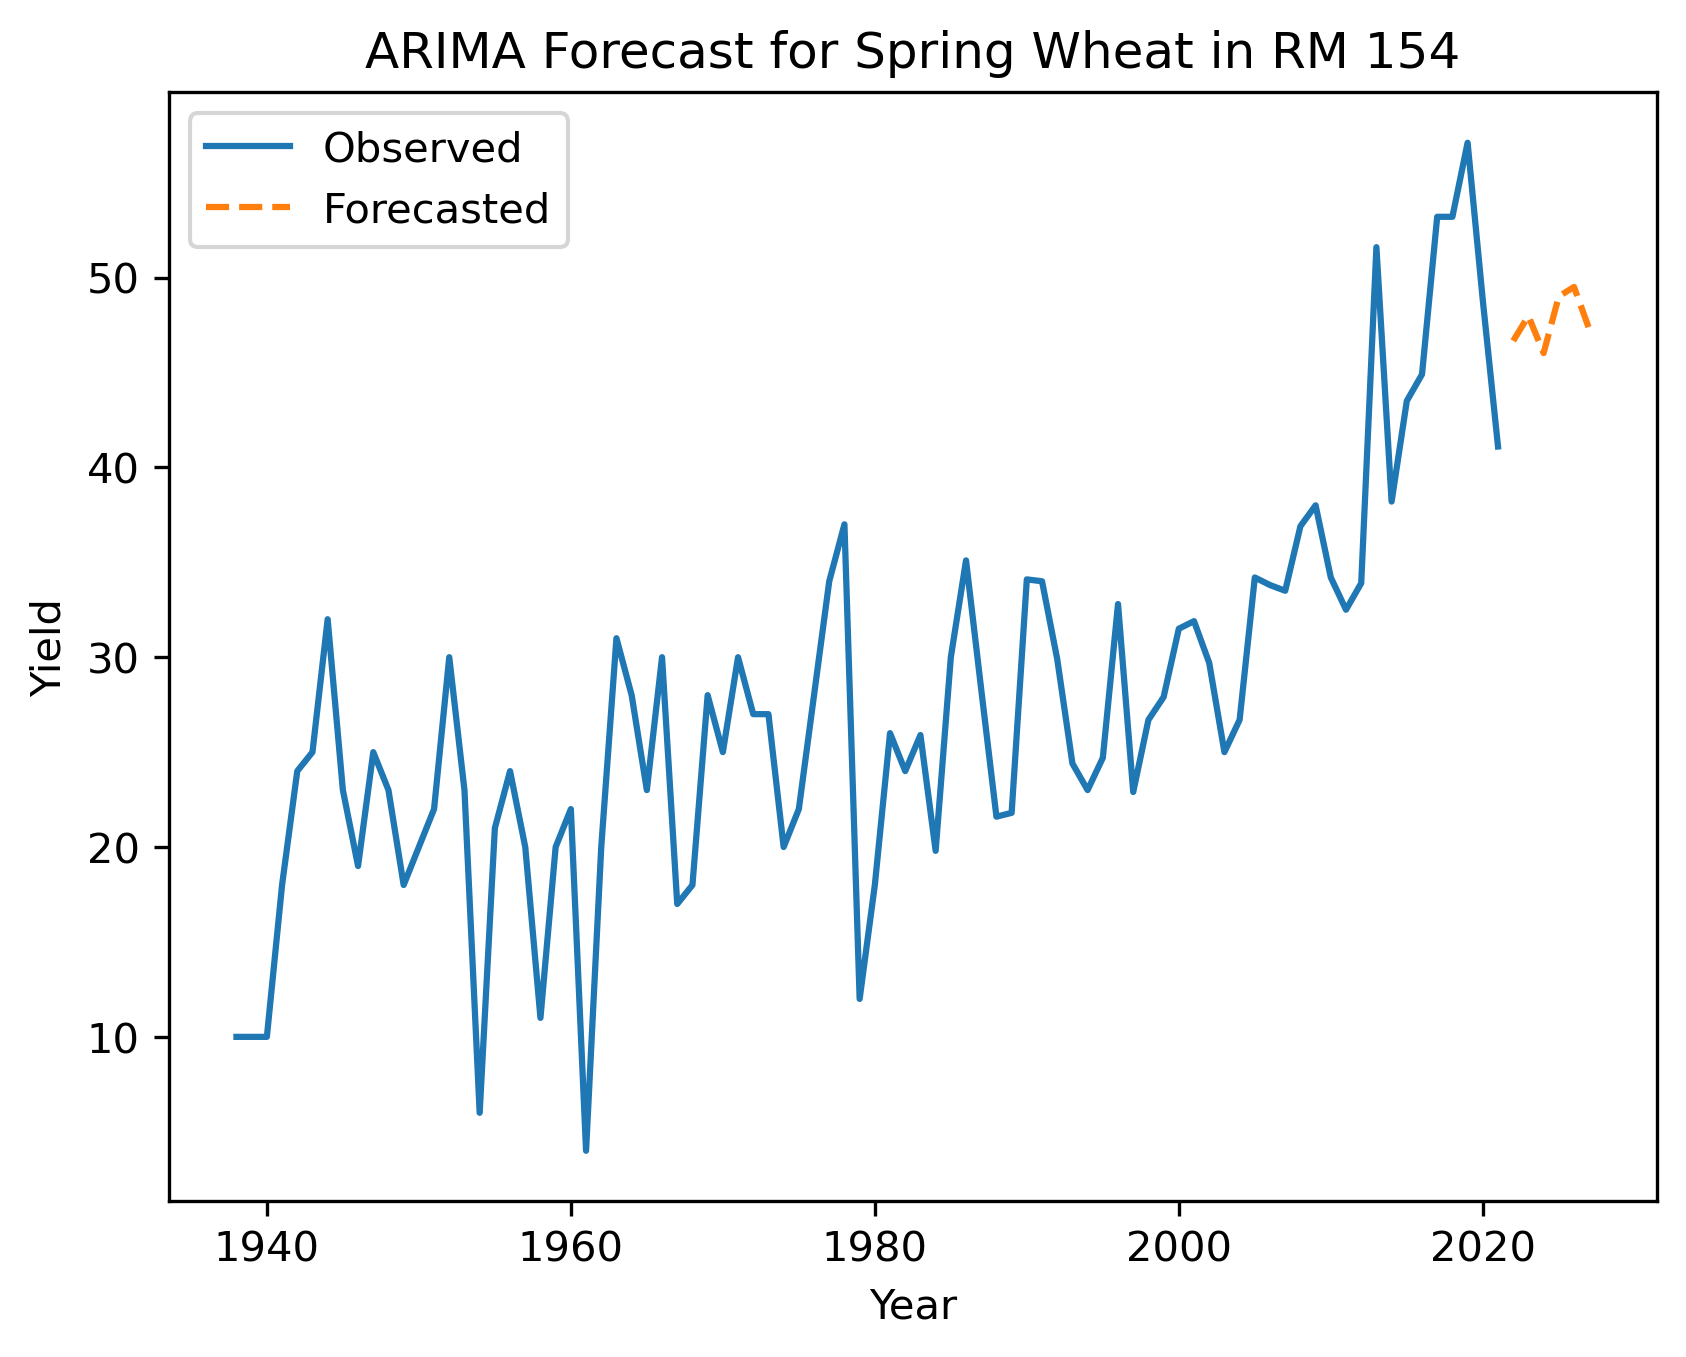 ARIMA Forecast for Spring Wheat in RM 154
Observed
Forecasted
50
40
30
20
10
Yield
1940 1960 1980 2000 2020
Year